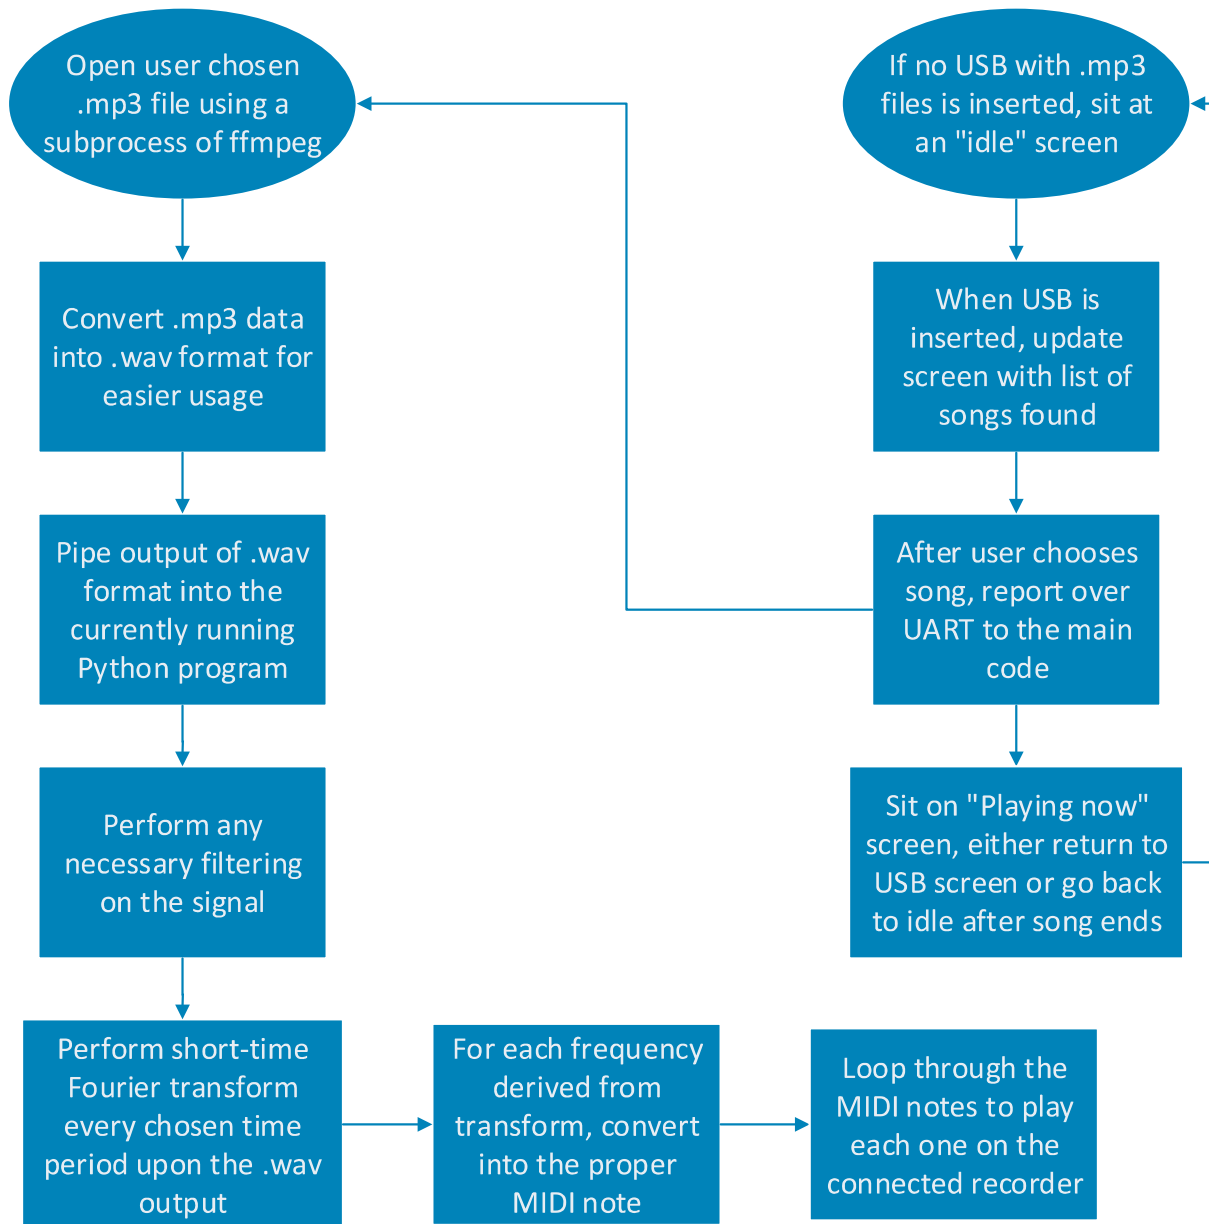 Open user chosen
.mp3 file using a
subprocess of ffmpeg
Convert .mp3 data
into .wav format for
easier usage
Pipe output of .wav
format into the
currently running
Python program
Perform any
necessary filtering
on the signal
Perform short-time
Fourier transform
every chosen time
period upon the .wav
output
For each frequency
derived from
transform, convert
into the proper
MIDI note
Loop through the
MIDI notes to play
each one on the
connected recorder
If no USB with .mp3
files is inserted, sit at
an "idle" screen
When USB is
inserted, update
screen with list of
songs found
After user chooses
song, report over
UART to the main
code
Sit on "Playing now"
screen, either return to
USB screen or go back
to idle after song ends